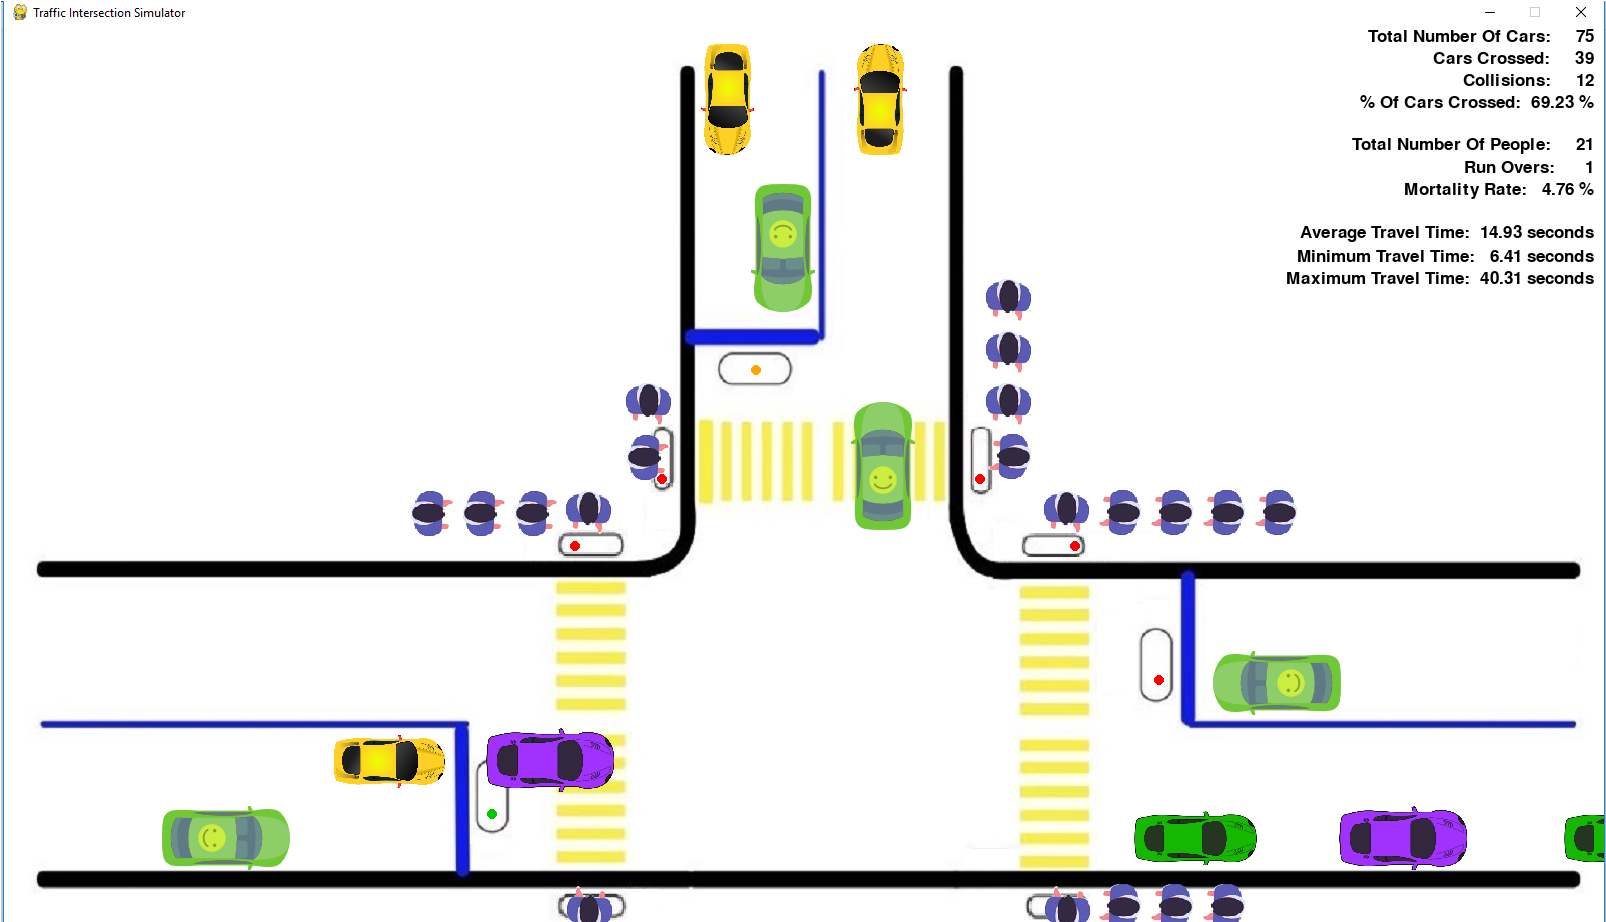 Traffic Intersection Simulator
Total Number Of Cars: 75
Cars Crossed: 39
Collisions: 12
% Of Cars Crossed: 69.23 %
Total Number Of People: 21
Run Overs: 1
Mortality Rate: 4.76 %
Average Travel Time: 14.93 seconds
Minimum Travel Time: 6.41 seconds
Maximum Travel Time: 40.31 seconds